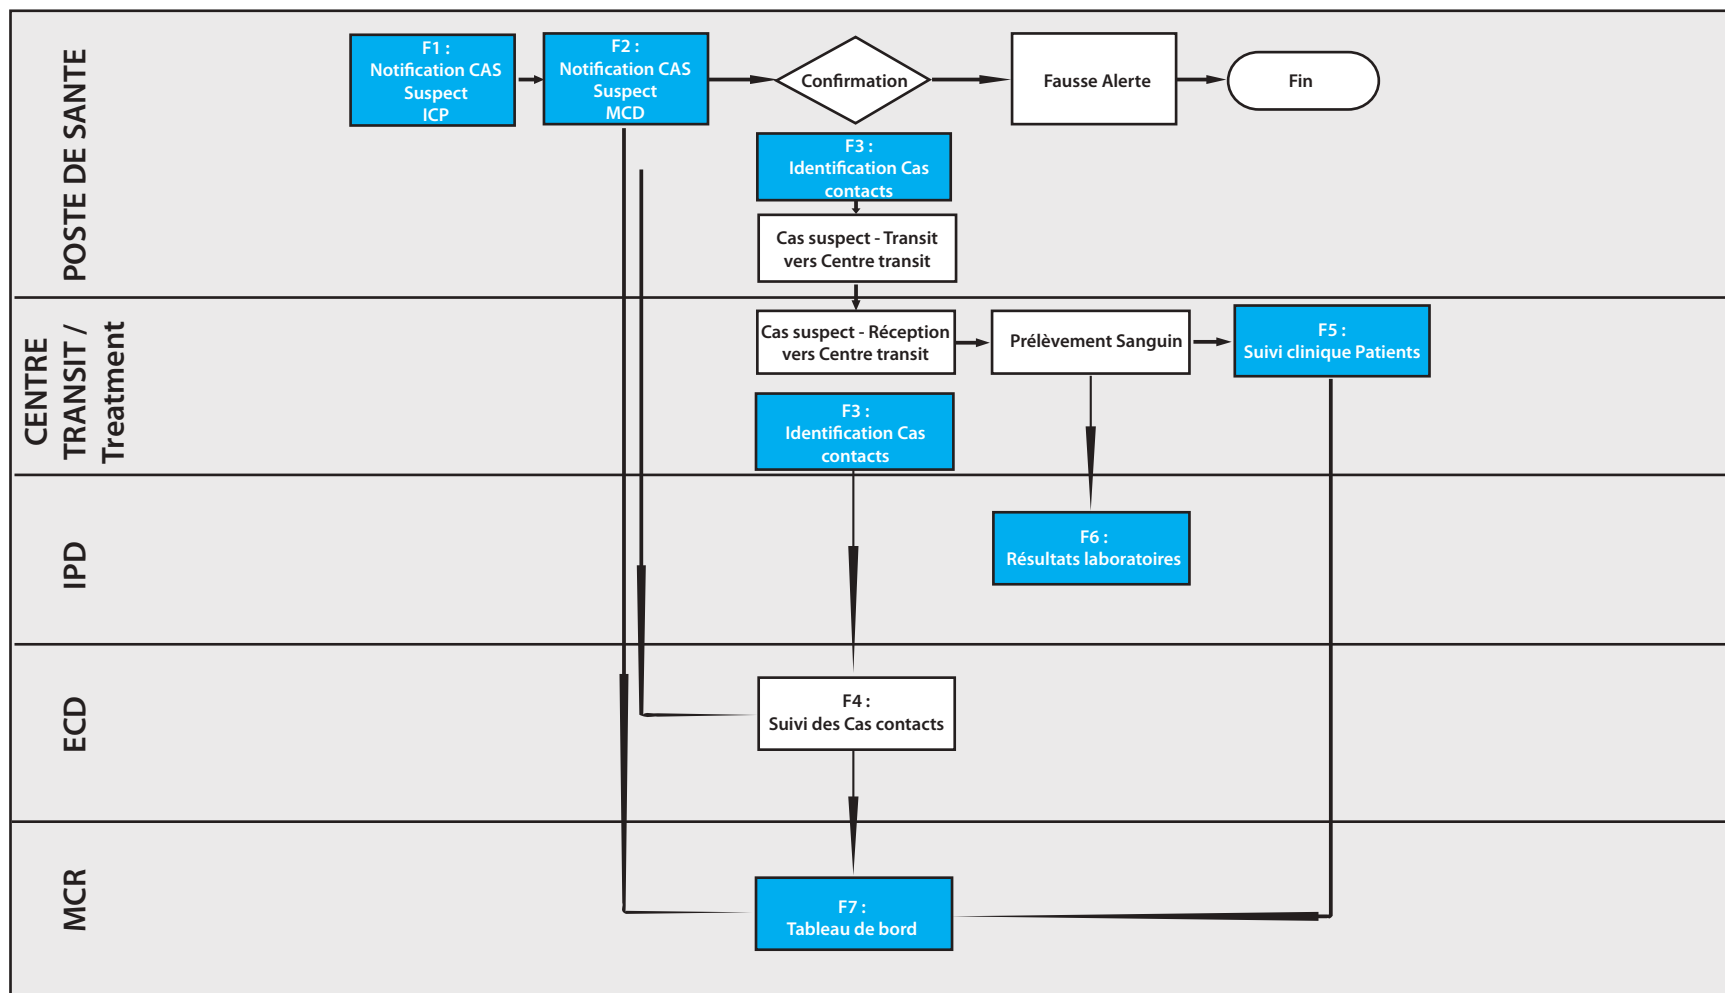 POSTE DE SANTE
F1 :
Notification CAS
Suspect
ICP
F2 :
Notification CAS
Suspect
MCD
Confirmation
Fausse Alerte
Fin
F3 :
Identification Cas
contacts
Cas suspect - Transit
vers Centre transit
CENTRE
TRANSIT /
Treatment
Cas suspect - Réception
vers Centre transit
Prélèvement Sanguin
F5 :
Suivi clinique Patients
F3 :
Identification Cas
contacts
IPD
F6 :
Résultats laboratoires
ECD
F4 :
Suivi des Cas contacts
MCR
F7 :
Tableau de bord